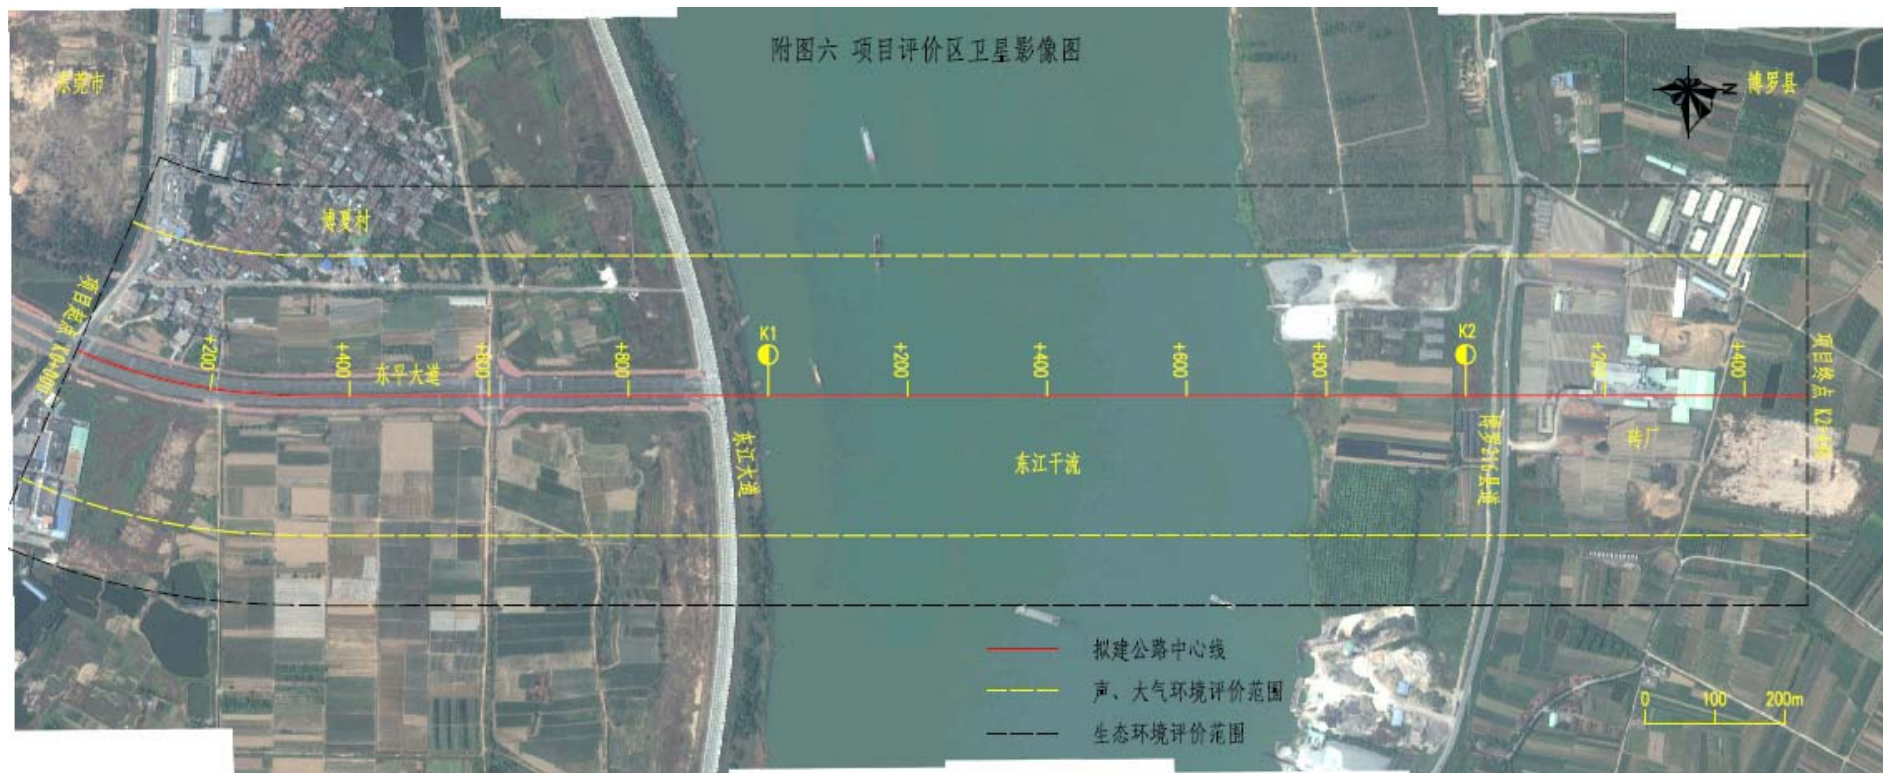 附图六 项目评价区卫星影像图
东莞市
博罗县
N
博夏村
项目起点 K0+000
+200
+400
东平大道
+600
+800
K1
+200
+400
+600
+800
K2
+200
+400
项目终点
东江大道
东江干流
博罗216县道
砖厂
拟建公路中心线
声、大气环境评价范围
生态环境评价范围
0 100 200m